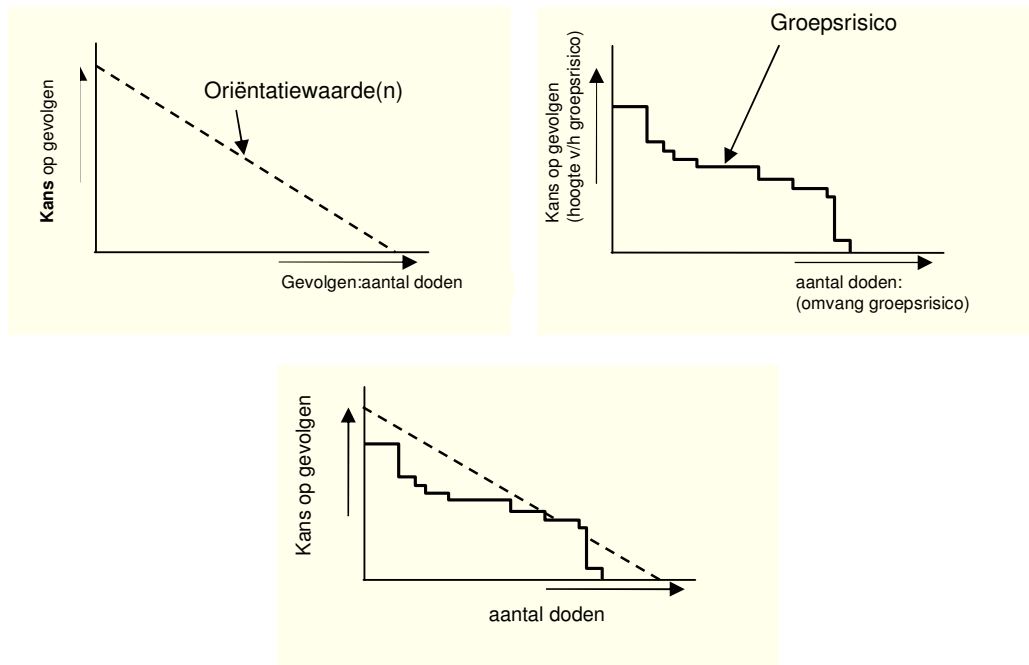 Kans op gevolgen
Oriëntatiewaarde(n)
Gevolgen:aantal doden
Kans op gevolgen
(hoogte v/h groepsrisico)
Groepsrisico
aantal doden:
(omvang groepsrisico)
Kans op gevolgen
aantal doden